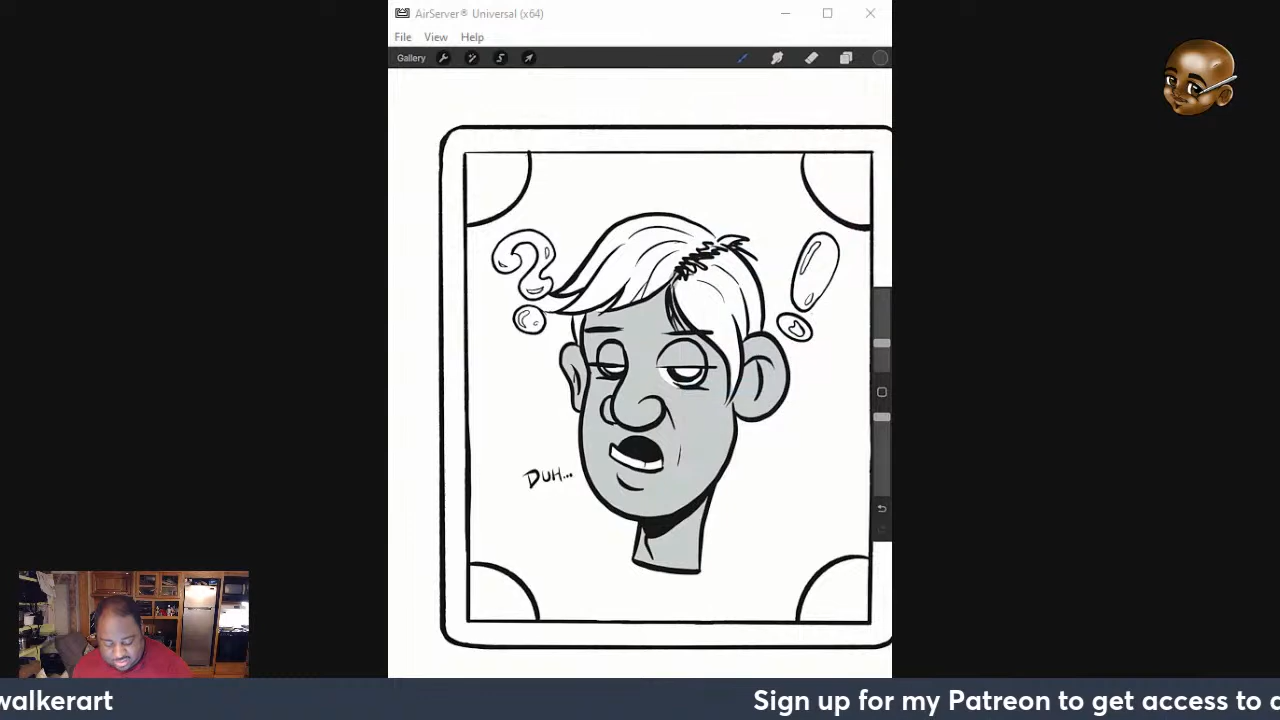 AirServer® Universal (x64)
File View Help
Gallery
?
!
DUH...
walkerart Sign up for my Patreon to get access to